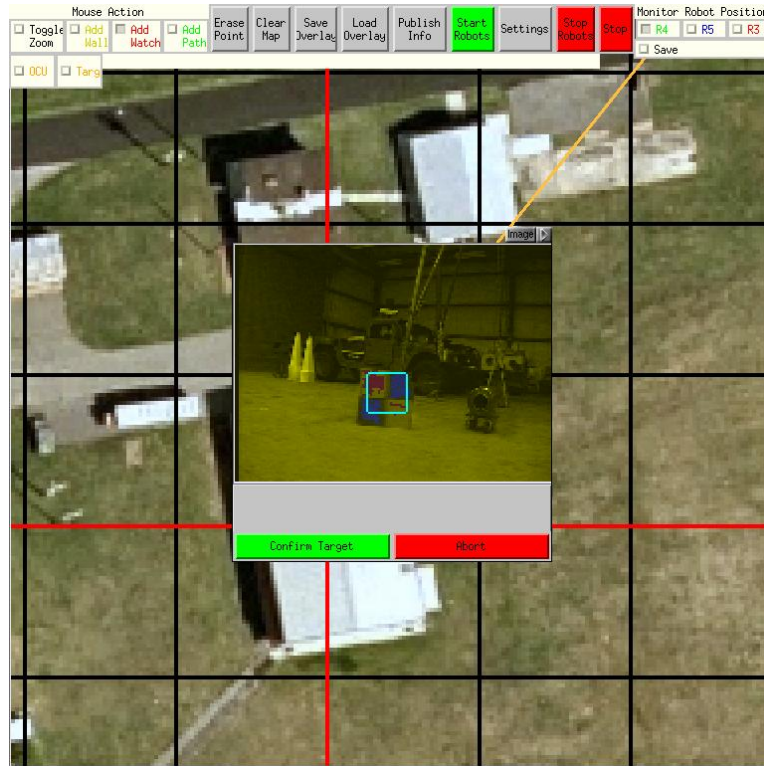 Mouse Action
Toggle Zoom
Add Wall
Add Watch
Add Path
Erase Point
Clear Map
Save Overlay
Load Overlay
Publish Info
Start Robots
Settings
Stop Robots
Stop
Monitor Robot Position
R4
R5
R3
Save
OCU
Targ
Image
Confirm Target
Abort